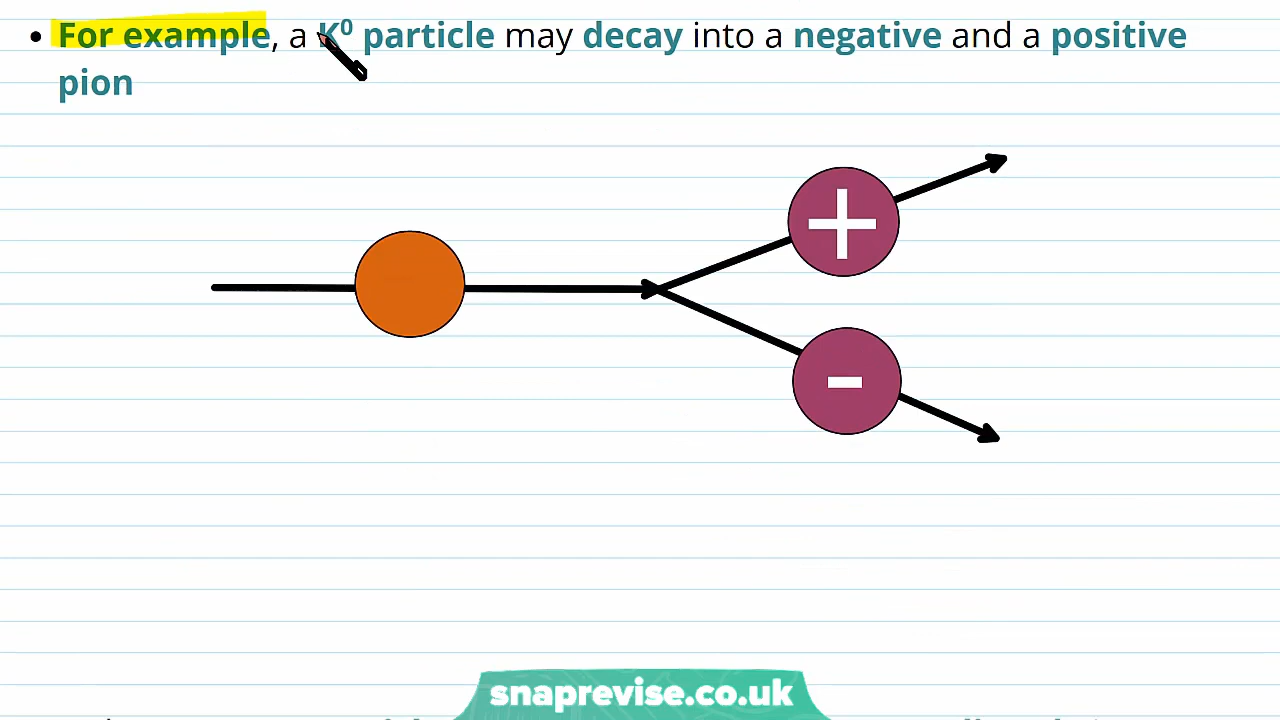 • For example, a K⁰ particle may decay into a negative and a positive
pion
+
-
snaprevise.co.uk